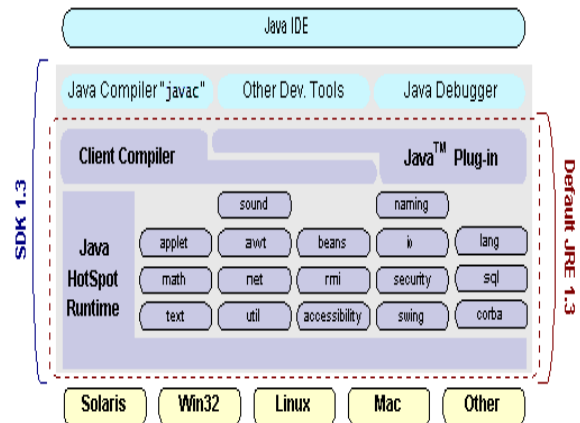 Java IDE
Java Compiler "javac"
Other Dev. Tools
Java Debugger
Client Compiler
Java™ Plug-in
sound
naming
applet
awt
beans
io
lang
math
net
rmi
security
sql
text
util
accessibility
swing
corba
Java
HotSpot
Runtime
SDK 1.3
Default JRE 1.3
Solaris
Win32
Linux
Mac
Other